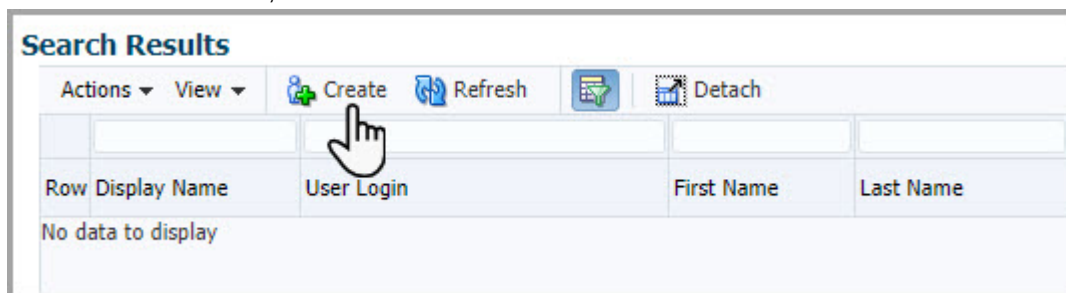 Search Results
Actions View Create Refresh Detach
Row Display Name User Login First Name Last Name
No data to display